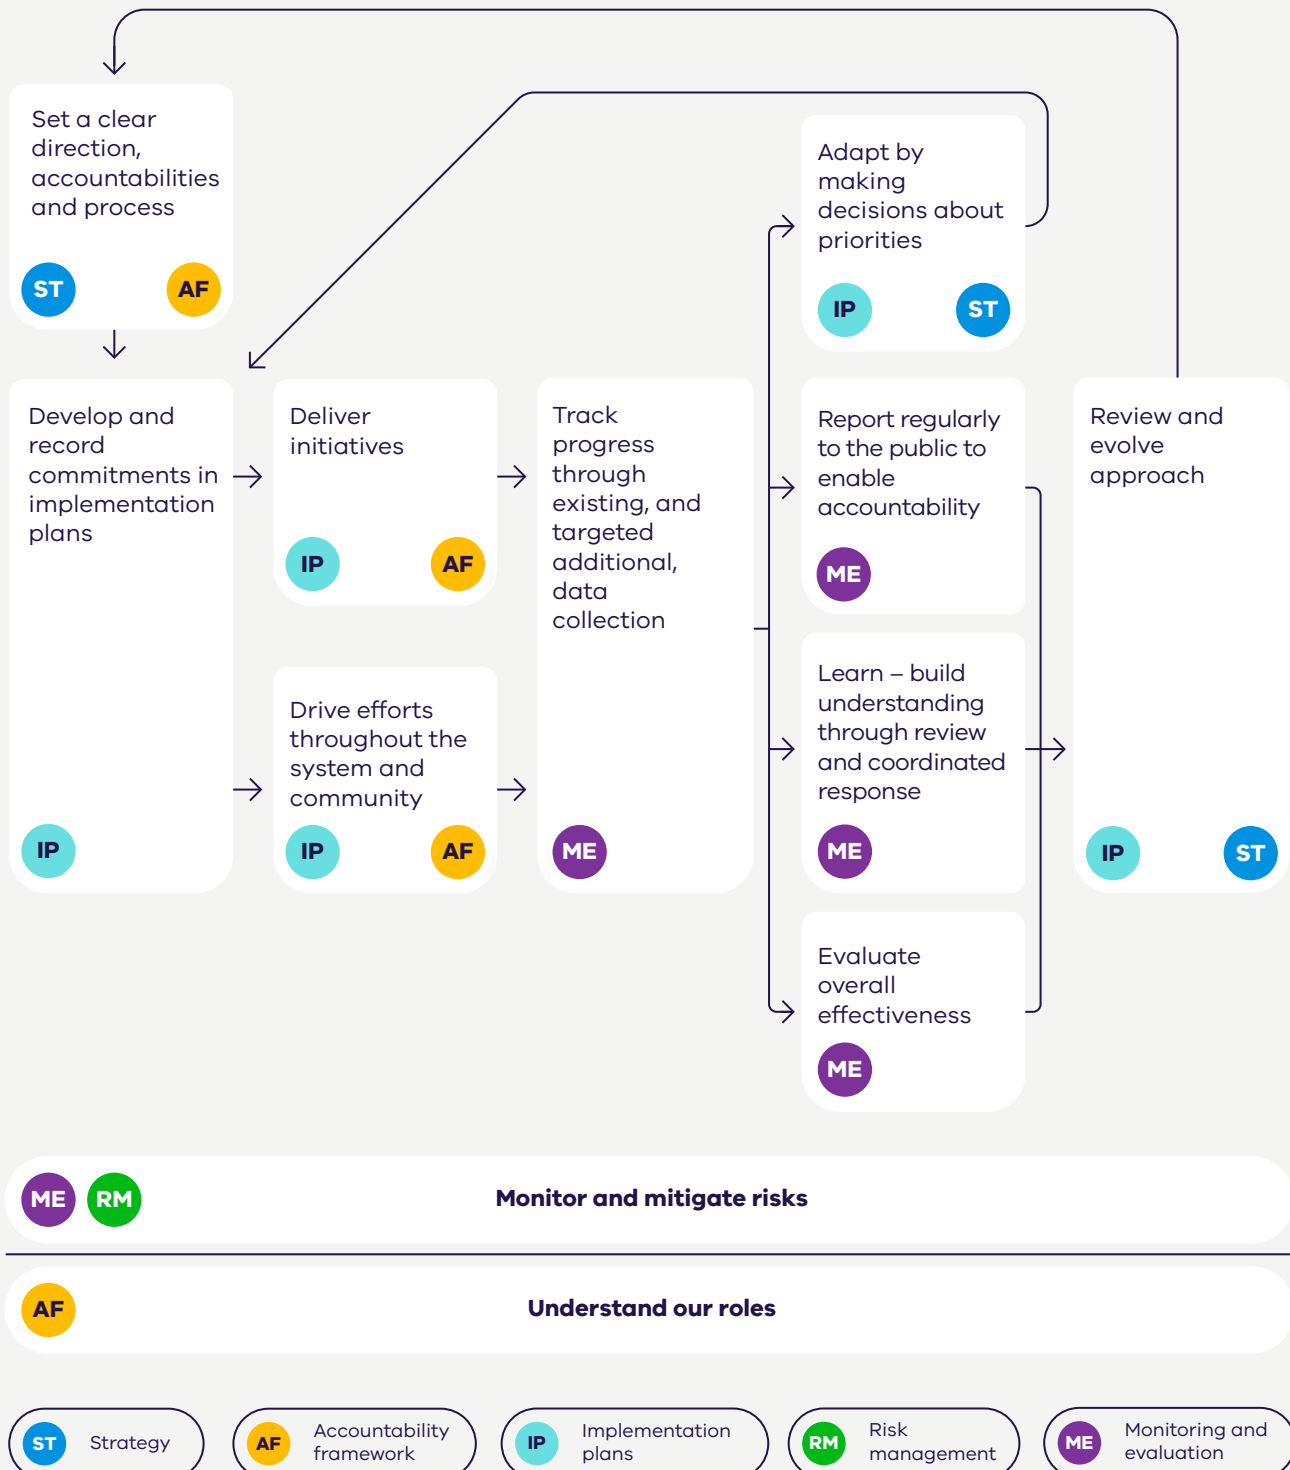 Set a clear
direction,
accountabilities
and process
ST
AF
Develop and
record
commitments in
implementation
plans
IP
Deliver
initiatives
IP
AF
Drive efforts
throughout the
system and
community
IP
AF
Track
progress
through
existing, and
targeted
additional,
data
collection
ME
Adapt by
making
decisions about
priorities
IP
ST
Report regularly
to the public to
enable
accountability
ME
Learn – build
understanding
through review
and coordinated
response
ME
Evaluate
overall
effectiveness
ME
Review and
evolve
approach
IP
ST
ME
RM
Monitor and mitigate risks
AF
Understand our roles
ST
Strategy
AF
Accountability
framework
IP
Implementation
plans
RM
Risk
management
ME
Monitoring and
evaluation